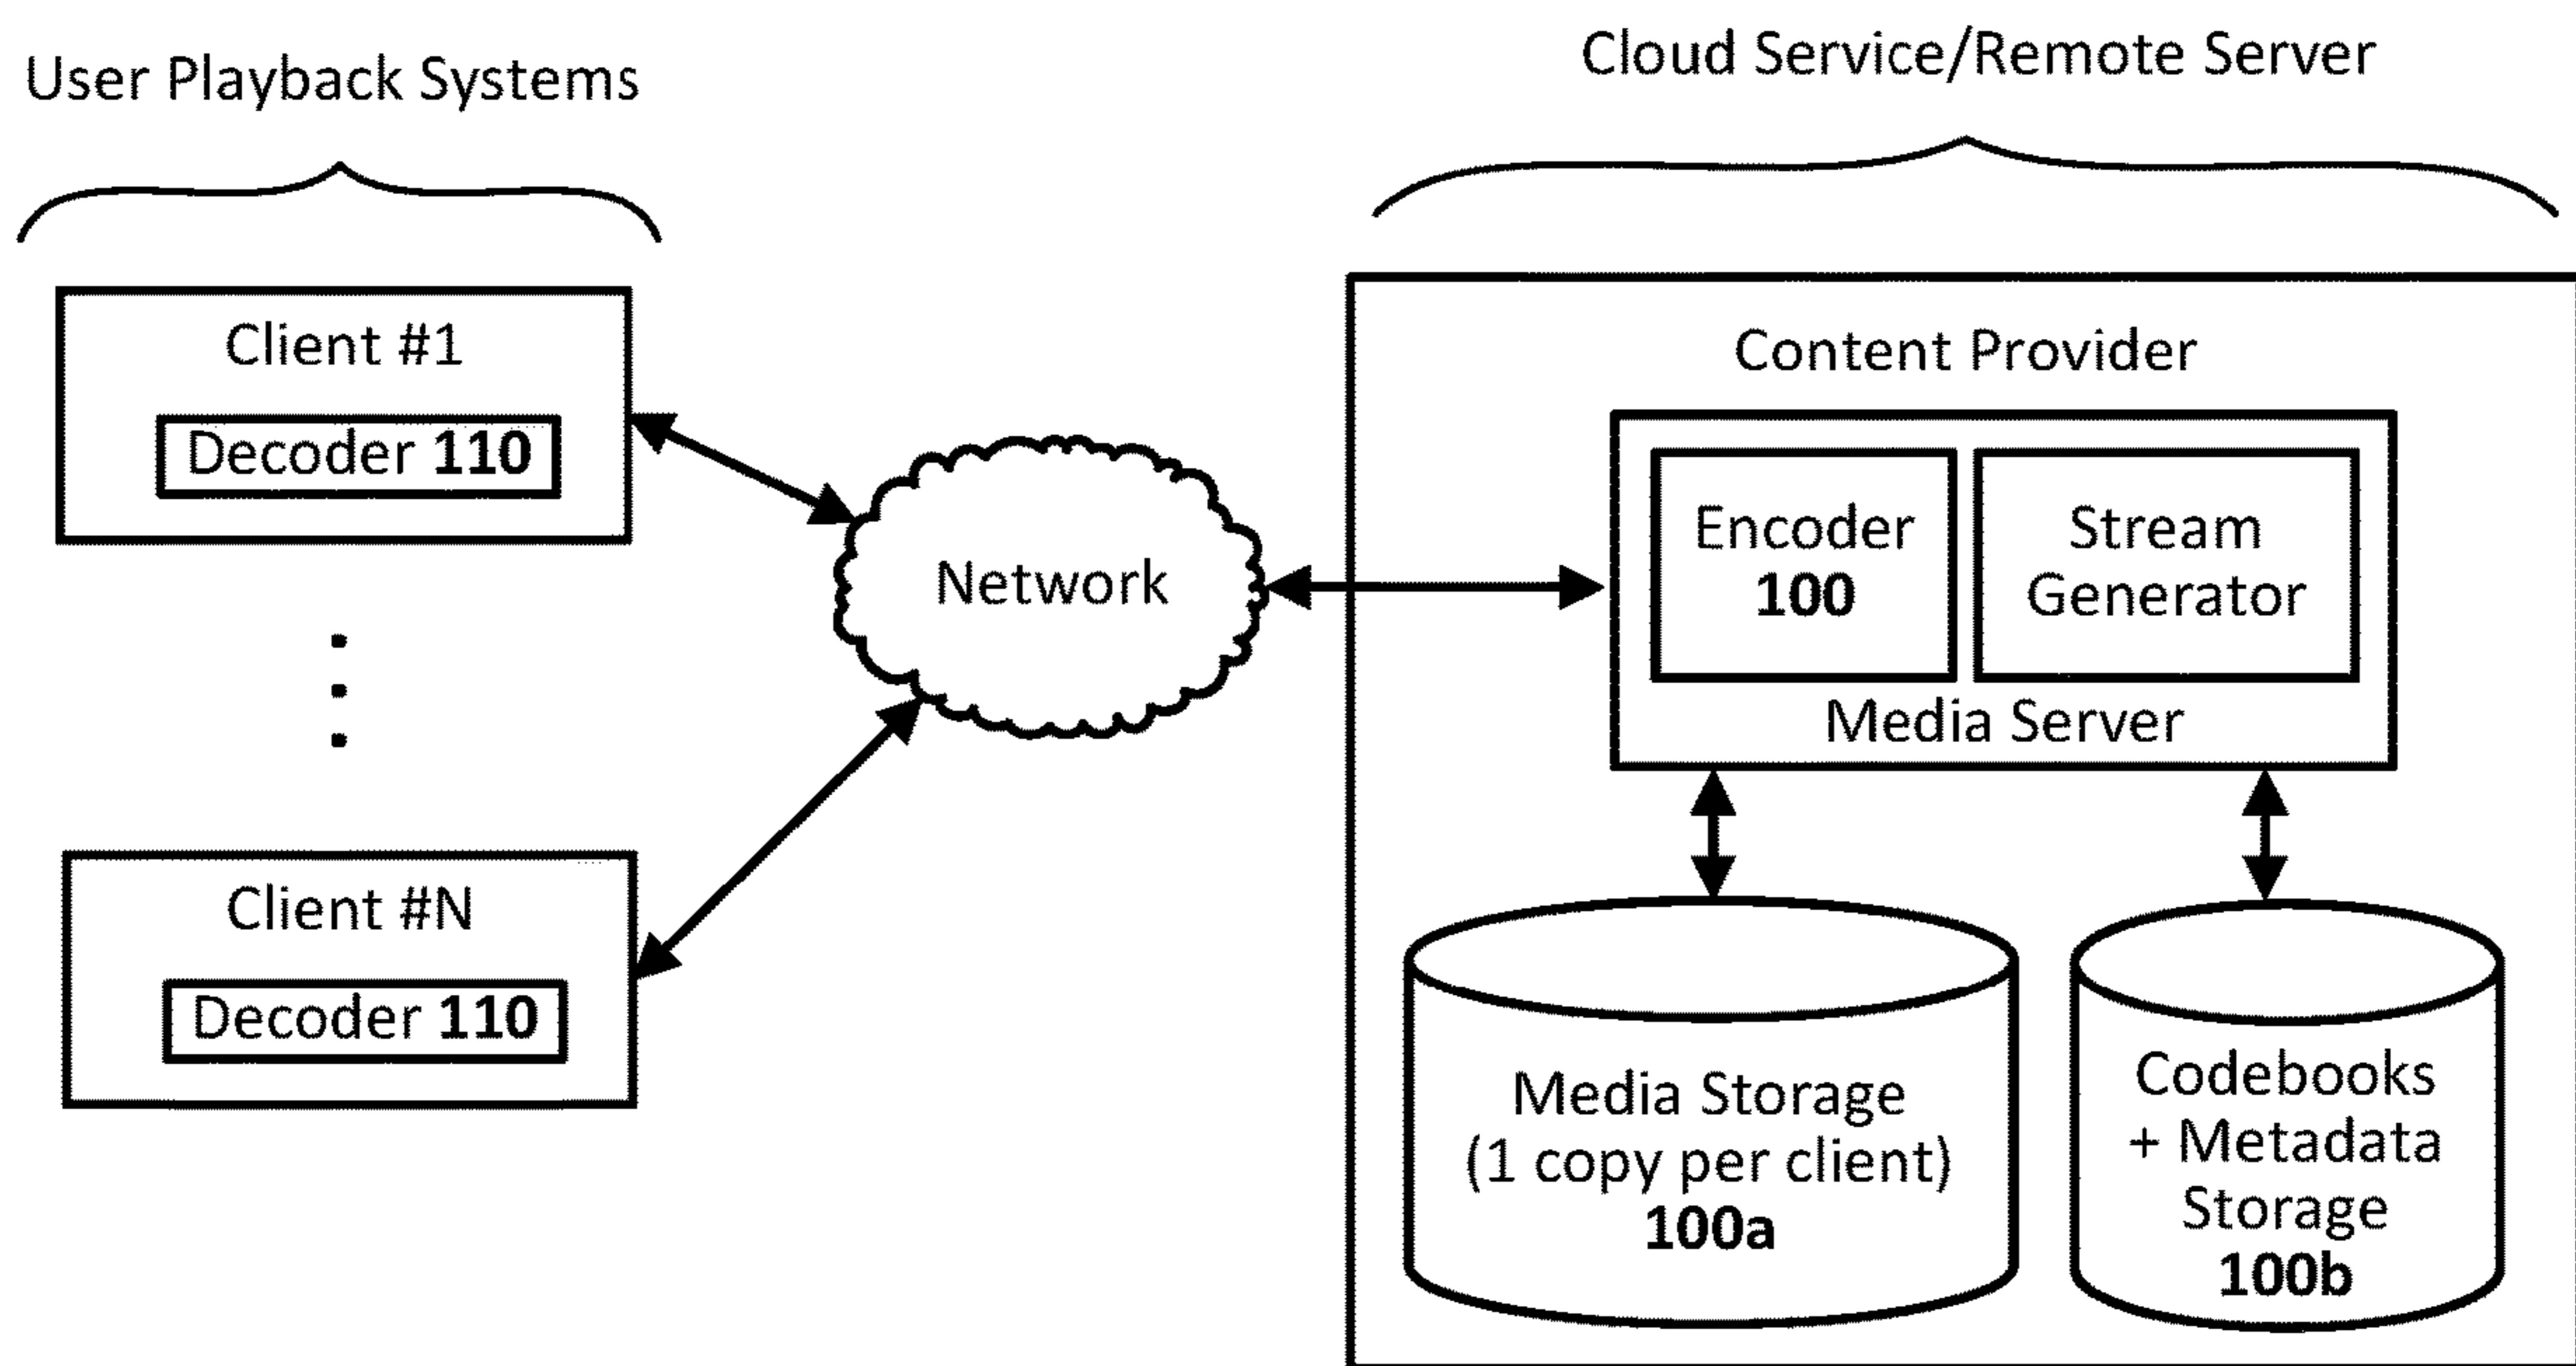 User Playback Systems
Cloud Service/Remote Server
Client #1
Decoder 110
Client #N
Decoder 110
Network
Content Provider
Encoder
100
Stream
Generator
Media Server
Media Storage
(1 copy per client)
100a
Codebooks
+ Metadata
Storage
100b